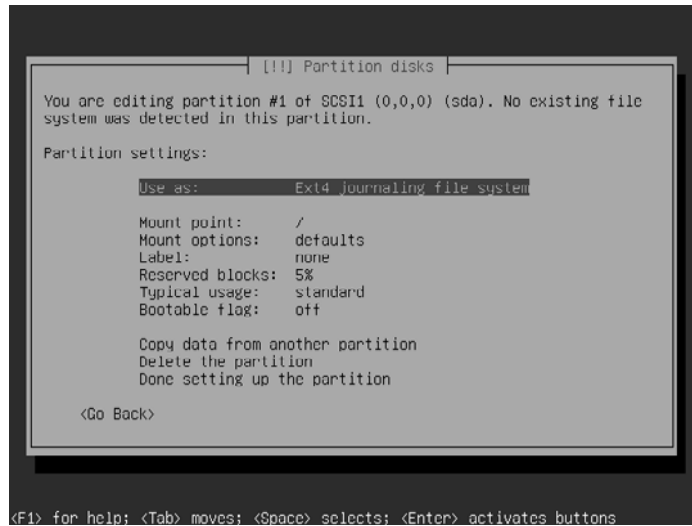 [!!] Partition disks
You are editing partition #1 of SCSI1 (0,0,0) (sda). No existing file
system was detected in this partition.
Partition settings:
Use as: Ext4 journaling file system
Mount point: /
Mount options: defaults
Label: none
Reserved blocks: 5%
Typical usage: standard
Bootable flag: off
Copy data from another partition
Delete the partition
Done setting up the partition
<Go Back>
<F1> for help; <Tab> moves; <Space> selects; <Enter> activates buttons